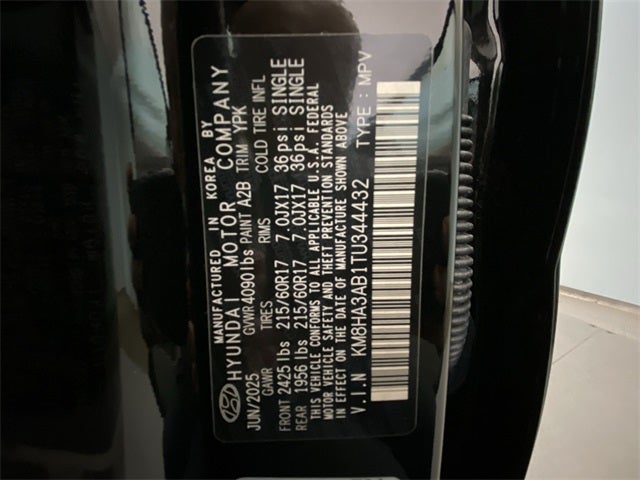 MANUFACTURED IN KOREA BY
HYUNDAI MOTOR COMPANY
JUN/2025 GVWR 4090lbs PAINT A2B TRIM YPK
GAWR TIRES RIMS COLD TIRE INFL
FRONT 2425lbs 215/60R17 7.0JX17 36psi SINGLE
REAR 1956lbs 215/60R17 7.0JX17 36psi SINGLE
THIS VEHICLE CONFORMS TO ALL APPLICABLE U.S.A. FEDERAL
MOTOR VEHICLE SAFETY AND THEFT PREVENTION STANDARDS
IN EFFECT ON THE DATE OF MANUFACTURE SHOWN ABOVE
V.I.N KM8HA3AB1TU344432 TYPE : MPV